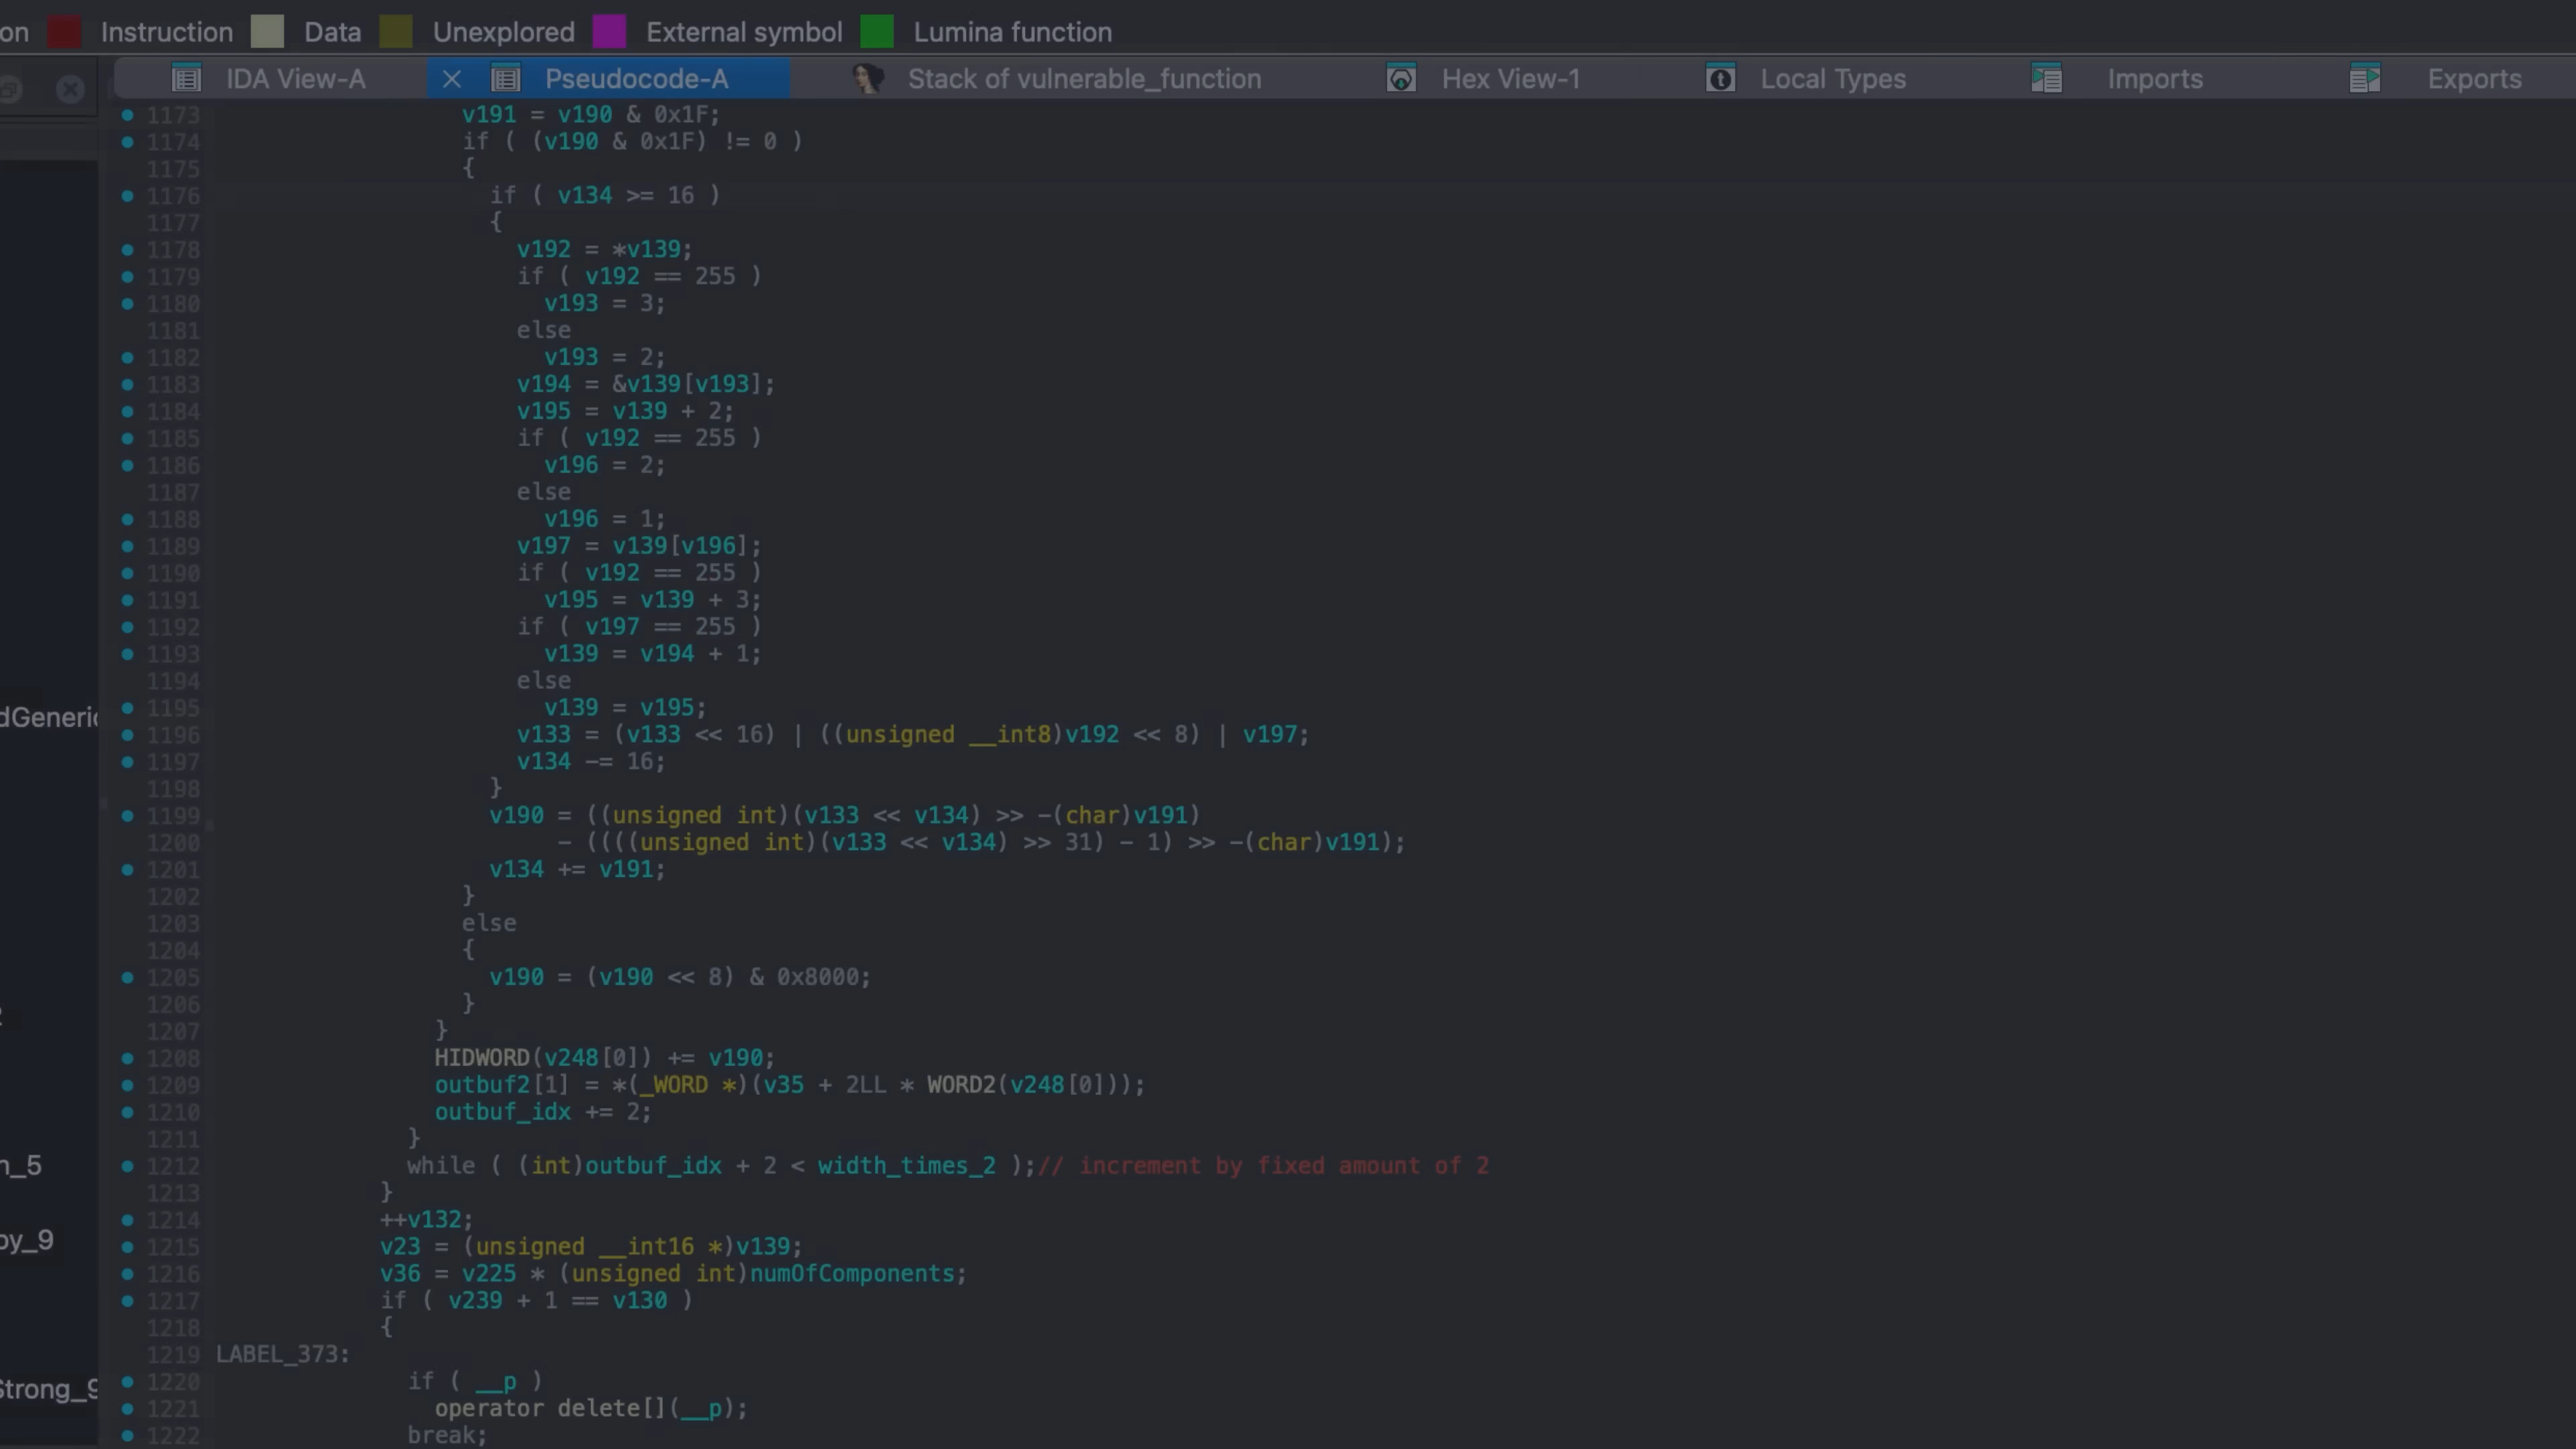 on Instruction Data Unexplored External symbol Lumina function
IDA View-A Pseudocode-A Stack of vulnerable_function Hex View-1 Local Types Imports Exports
1173 v191 = v190 & 0x1F;
1174 if ( (v190 & 0x1F) != 0 )
1175 {
1176 if ( v134 >= 16 )
1177 {
1178 v192 = *v139;
1179 if ( v192 == 255 )
1180 v193 = 3;
1181 else
1182 v193 = 2;
1183 v194 = &v139[v193];
1184 v195 = v139 + 2;
1185 if ( v192 == 255 )
1186 v196 = 2;
1187 else
1188 v196 = 1;
1189 v197 = v139[v196];
1190 if ( v192 == 255 )
1191 v195 = v139 + 3;
1192 if ( v197 == 255 )
1193 v139 = v194 + 1;
1194 else
1195 v139 = v195;
1196 v133 = (v133 << 16) | ((unsigned __int8)v192 << 8) | v197;
1197 v134 -= 16;
1198 }
1199 v190 = ((unsigned int)(v133 << v134) >> -(char)v191)
1200 - ((((unsigned int)(v133 << v134) >> 31) - 1) >> -(char)v191);
1201 v134 += v191;
1202 }
1203 else
1204 {
1205 v190 = (v190 << 8) & 0x8000;
1206 }
1207 }
1208 HIDWORD(v248[0]) += v190;
1209 outbuf2[1] = *(_WORD *)(v35 + 2LL * WORD2(v248[0]));
1210 outbuf_idx += 2;
1211 }
1212 while ( (int)outbuf_idx + 2 < width_times_2 );// increment by fixed amount of 2
1213 }
1214 ++v132;
1215 v23 = (unsigned __int16 *)v139;
1216 v36 = v225 * (unsigned int)numOfComponents;
1217 if ( v239 + 1 == v130 )
1218 {
1219 LABEL_373:
1220 if ( __p )
1221 operator delete[](__p);
1222 break;
dGeneric
2
n_5
by_9
Strong_9